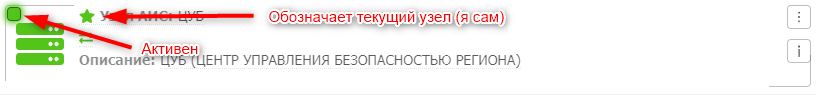 Узел АИС: ЦУБ
Обозначает текущий узел (я сам)
Активен
Описание: ЦУБ (ЦЕНТР УПРАВЛЕНИЯ БЕЗОПАСНОСТЬЮ РЕГИОНА)